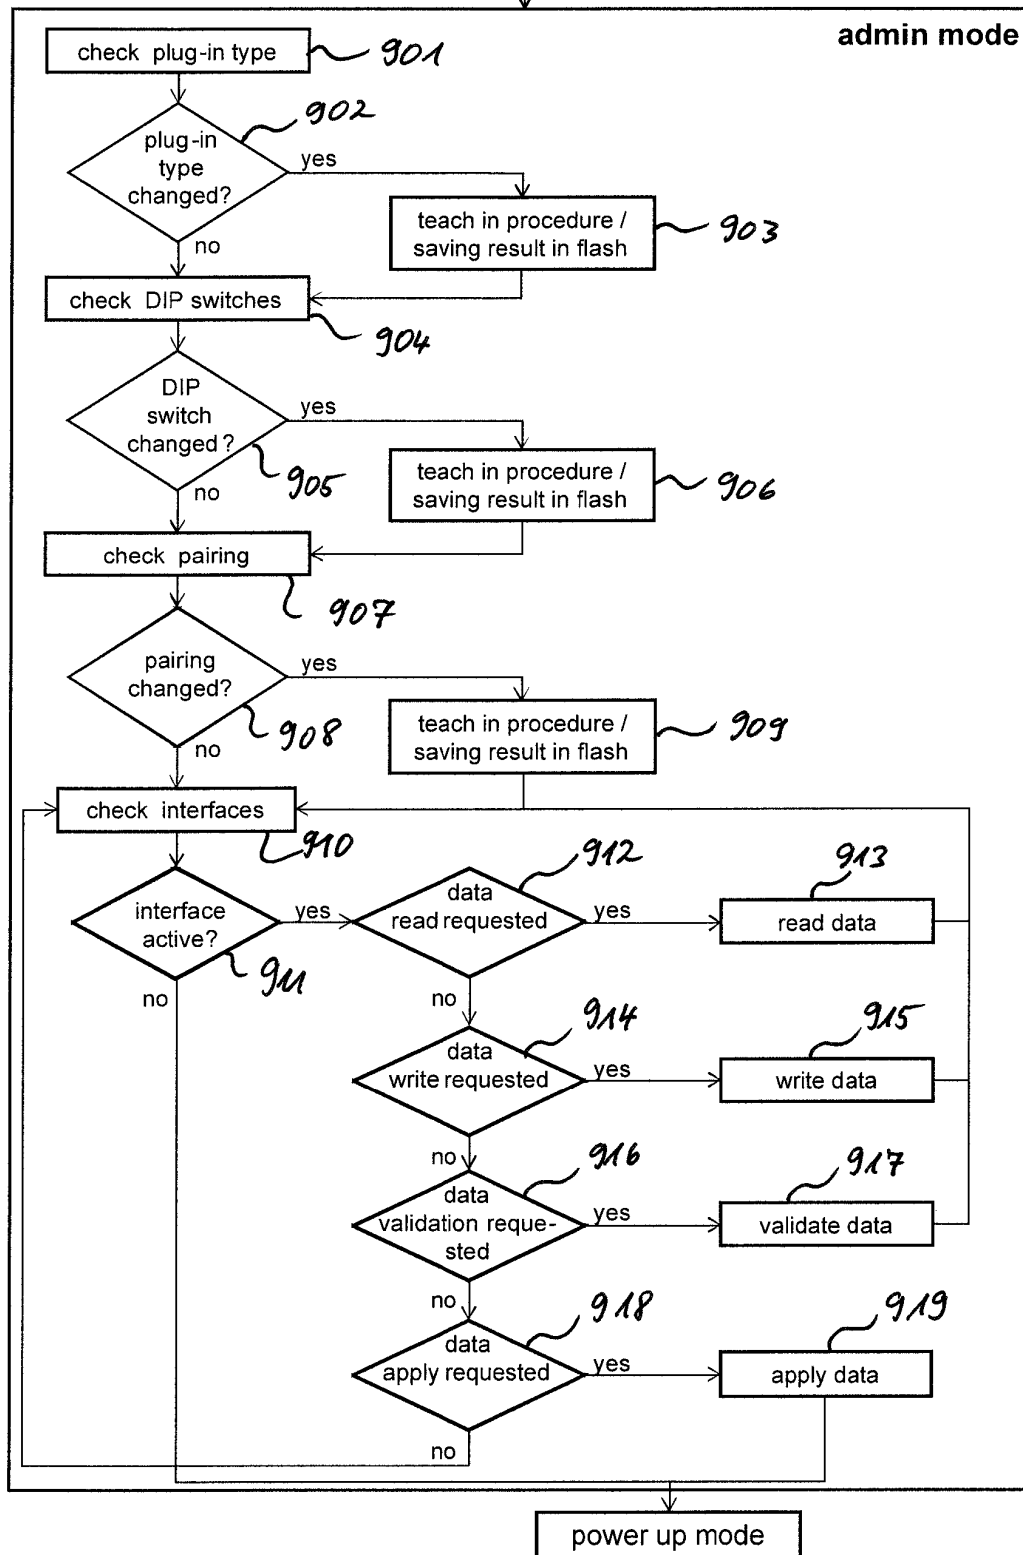 admin mode
check plug-in type
901
902
plug-in
type
changed?
yes
teach in procedure /
saving result in flash
903
no
check DIP switches
904
DIP
switch
changed?
yes
905
teach in procedure /
saving result in flash
906
no
check pairing
907
pairing
changed?
yes
908
teach in procedure /
saving result in flash
909
no
check interfaces
910
interface
active?
yes
911
no
912
data
read requested
yes
913
read data
no
914
data
write requested
yes
915
write data
no
916
data
validation reque-
sted
yes
917
validate data
no
918
data
apply requested
yes
919
apply data
no
power up mode